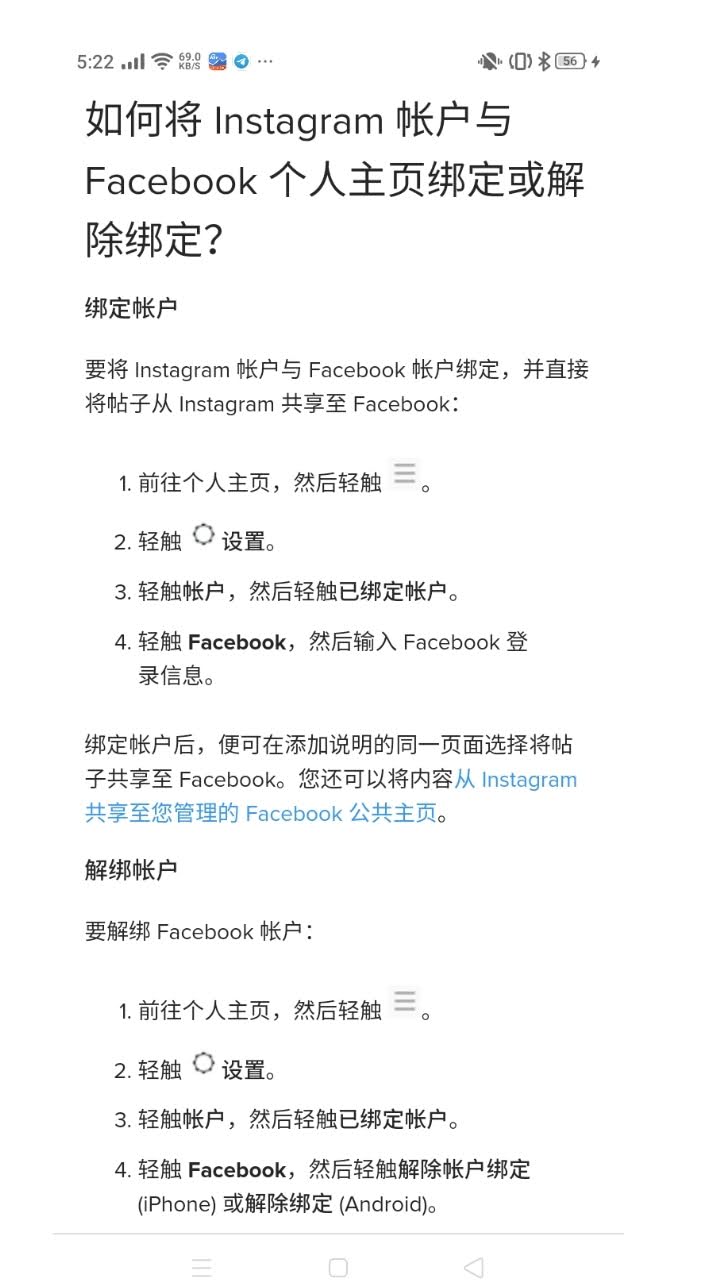 5:22 69.0 KB/S ··· 56
如何将 Instagram 帐户与
Facebook 个人主页绑定或解
除绑定？
绑定帐户
要将 Instagram 帐户与 Facebook 帐户绑定，并直接
将帖子从 Instagram 共享至 Facebook：
1. 前往个人主页，然后轻触 。
2. 轻触 设置。
3. 轻触帐户，然后轻触已绑定帐户。
4. 轻触 Facebook，然后输入 Facebook 登
录信息。
绑定帐户后，便可在添加说明的同一页面选择将帖
子共享至 Facebook。您还可以将内容从 Instagram
共享至您管理的 Facebook 公共主页。
解绑帐户
要解绑 Facebook 帐户：
1. 前往个人主页，然后轻触 。
2. 轻触 设置。
3. 轻触帐户，然后轻触已绑定帐户。
4. 轻触 Facebook，然后轻触解除帐户绑定
(iPhone) 或解除绑定 (Android)。